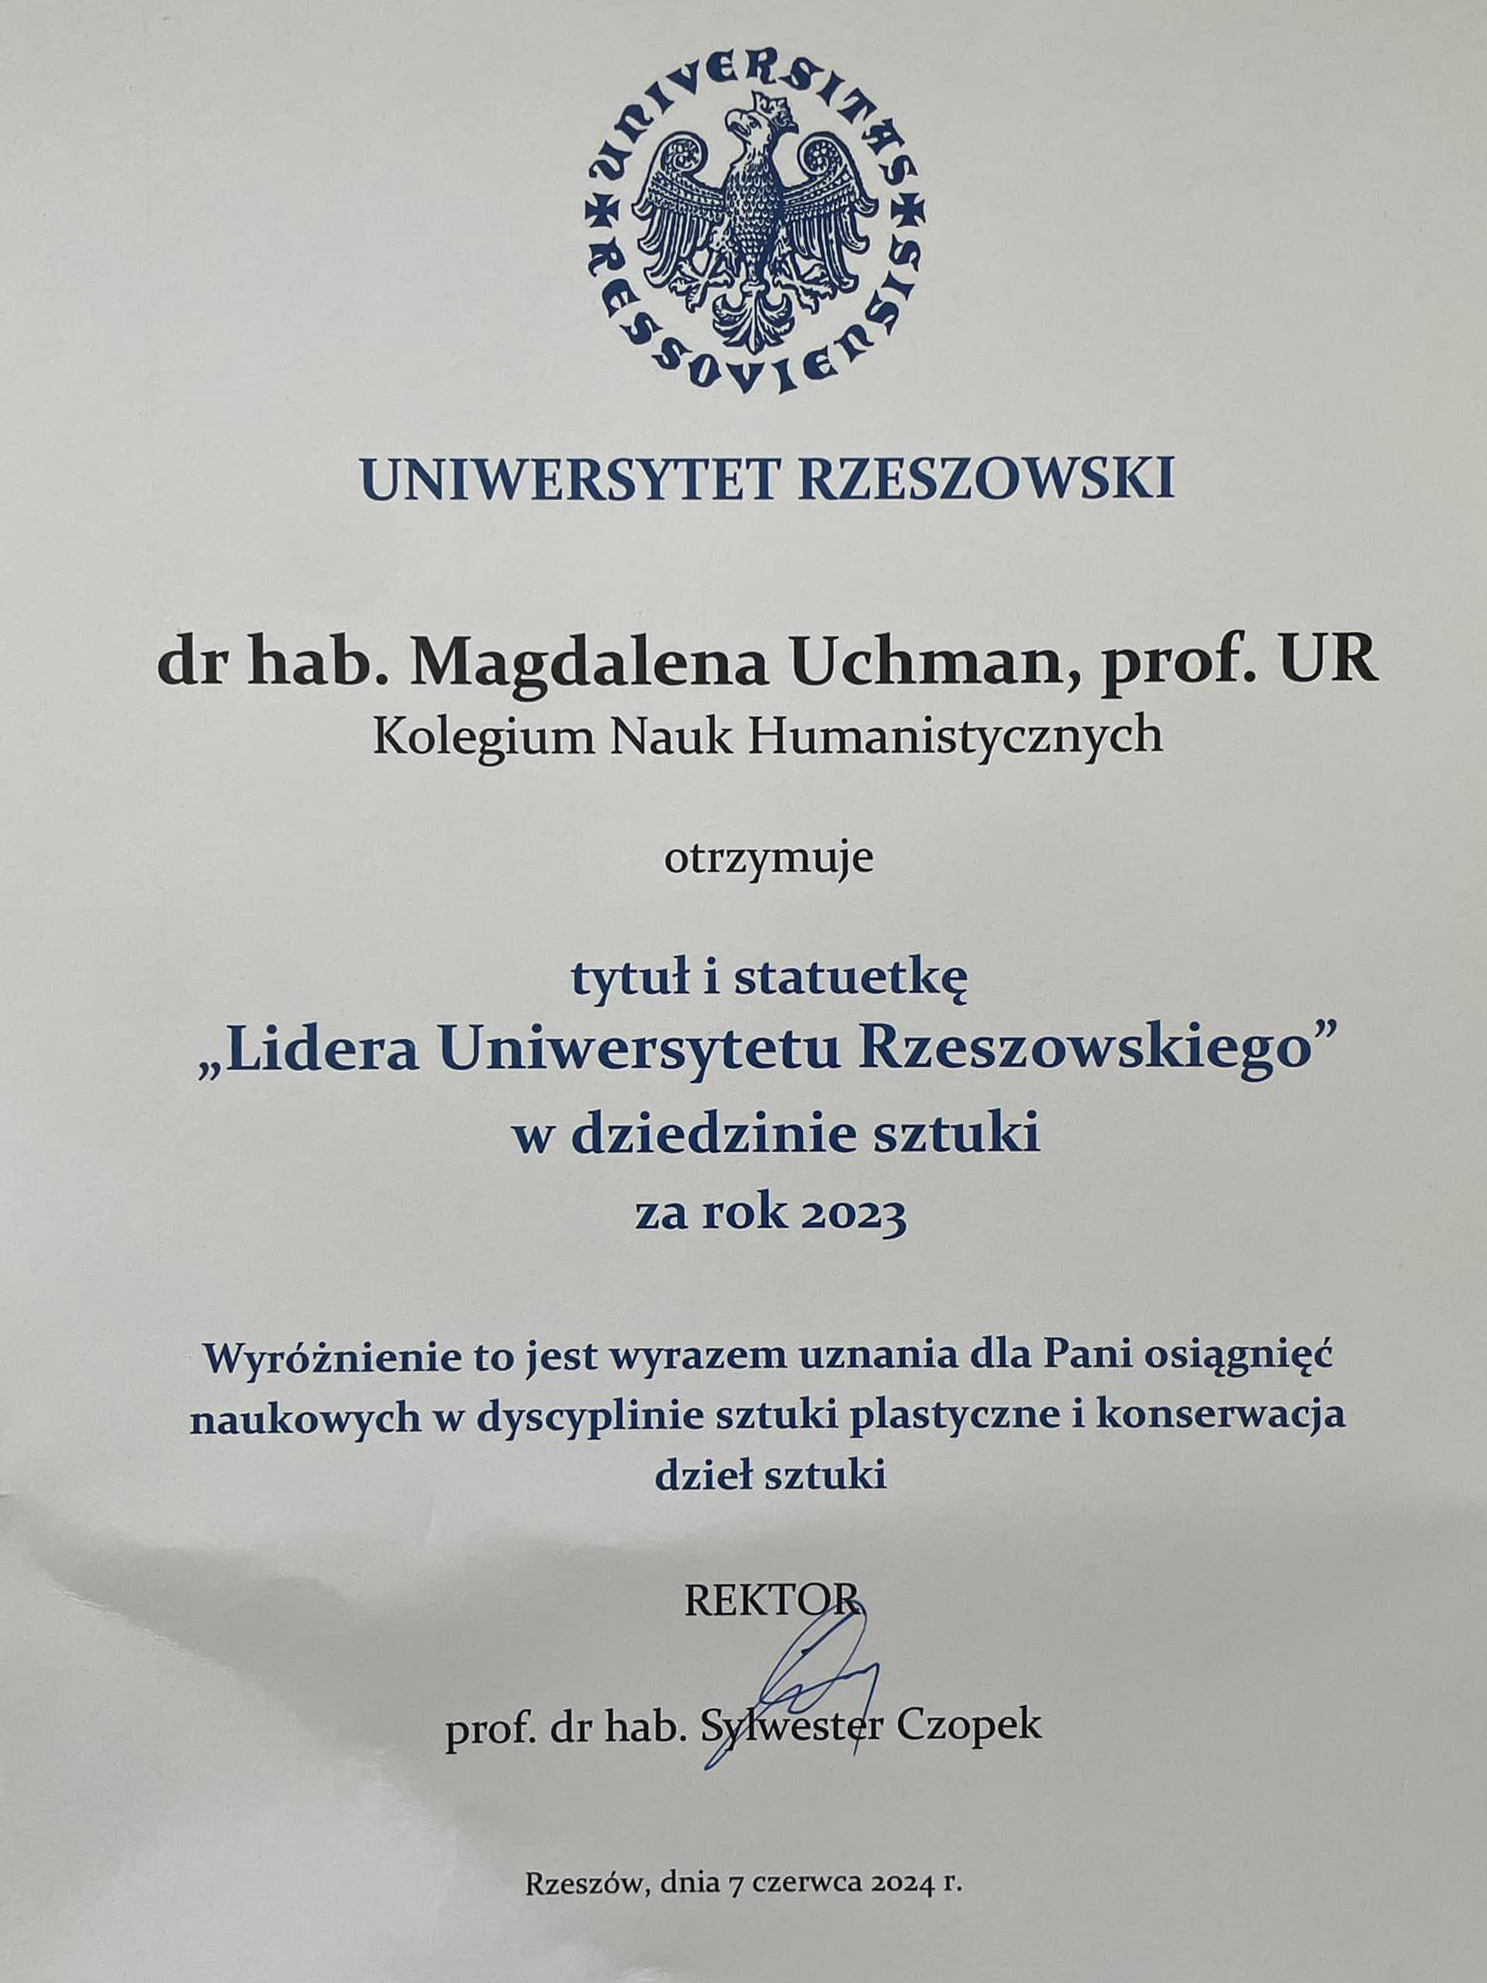 UNIVERSITAS
RESSOVIENSIS
UNIWERSYTET RZESZOWSKI
dr hab. Magdalena Uchman, prof. UR
Kolegium Nauk Humanistycznych
otrzymuje
tytuł i statuetkę
„Lidera Uniwersytetu Rzeszowskiego”
w dziedzinie sztuki
za rok 2023
Wyróżnienie to jest wyrazem uznania dla Pani osiągnięć
naukowych w dyscyplinie sztuki plastyczne i konserwacja
dzieł sztuki
REKTOR
prof. dr hab. Sylwester Czopek
Rzeszów, dnia 7 czerwca 2024 r.